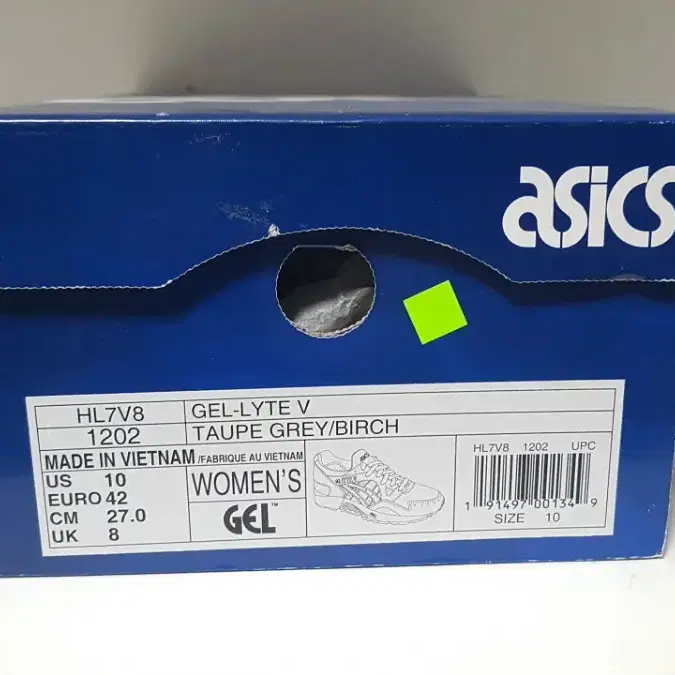 asics
HL7V8 GEL-LYTE V
1202 TAUPE GREY/BIRCH
MADE IN VIETNAM /FABRIQUE AU VIETNAM
US 10
EURO 42
CM 27.0
UK 8
WOMEN'S
GEL™
HL7V8 1202 UPC
1 91497 00134 9
SIZE 10